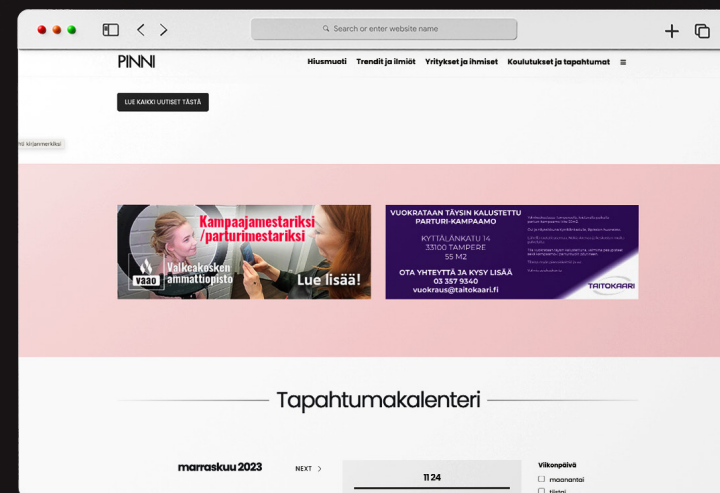 Search or enter website name
PINNI
Hiusmuoti Trendit ja ilmiöt Yritykset ja ihmiset Koulutukset ja tapahtumat
LUE KAIKKI UUTISET TÄSTÄ
kirjanmerkiksi
Kampaajamestariksi
/parturimestariksi
vaao
Valkeakosken
ammattiopisto
Lue lisää!
VUOKRATAAN TÄYSIN KALUSTETTU
PARTURI-KAMPAAMO
KYTTÄLÄNKATU 14
33100 TAMPERE
55 M2
OTA YHTEYTTÄ JA KYSY LISÄÄ
03 357 9340
vuokraus@taitokaari.fi
TAITOKAARI
Tapahtumakalenteri
marraskuu 2023
NEXT >
11 24
Viikonpäivä
maanantai
tiistai